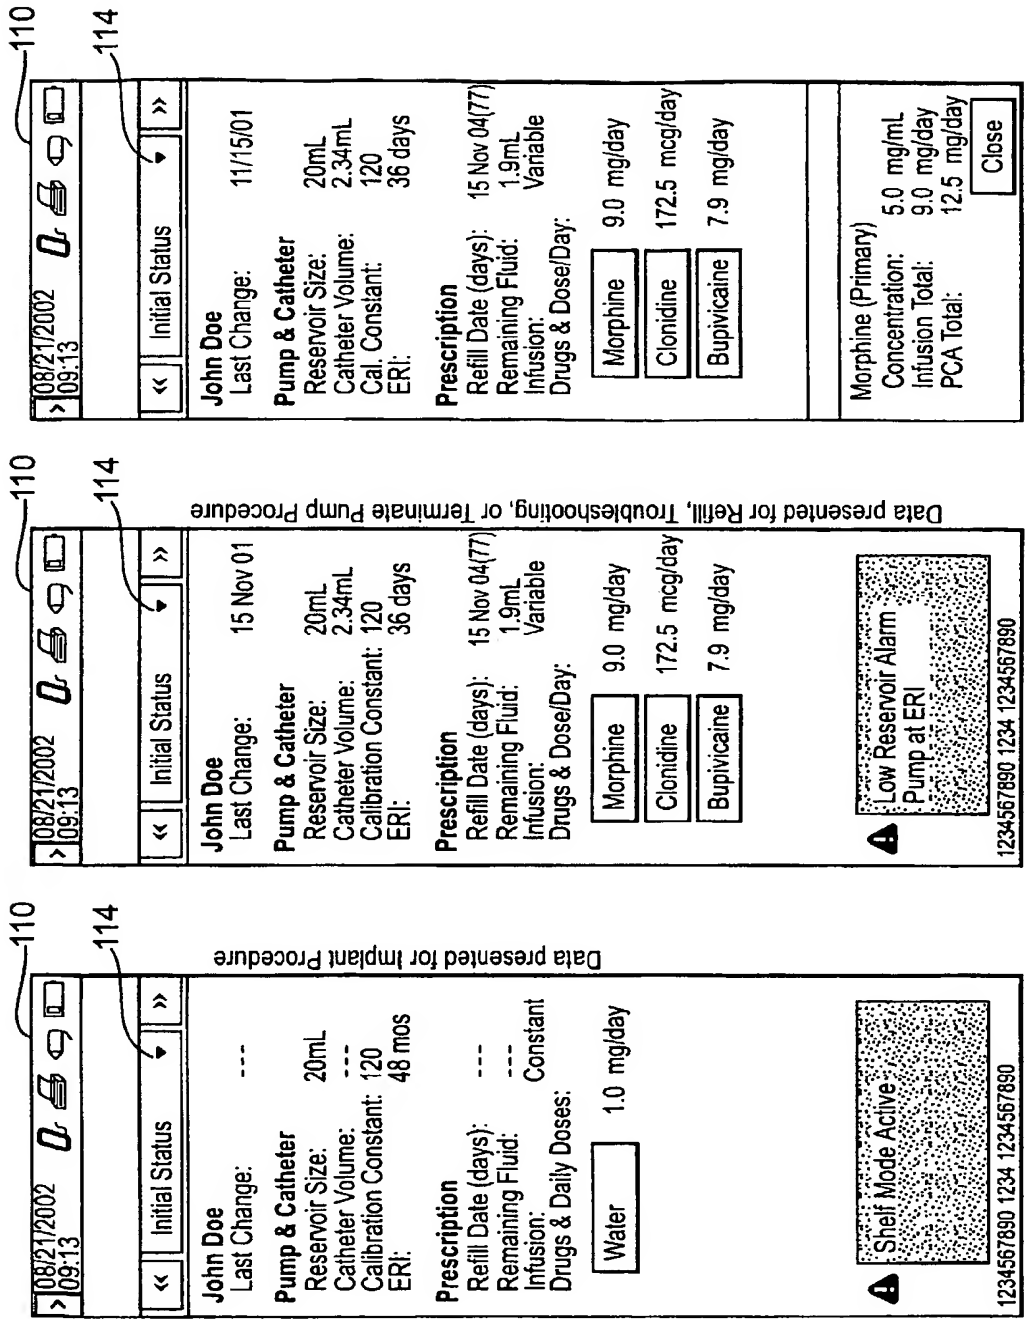 110
> 08/21/2002
09:13
114
<< Initial Status >>
John Doe
Last Change: ---
Pump & Catheter
Reservoir Size: 20mL
Catheter Volume: ---
Calibration Constant: 120
ERI: 48 mos
Prescription
Refill Date (days): ---
Remaining Fluid: ---
Infusion: Constant
Drugs & Daily Doses:
Water 1.0 mg/day
Shelf Mode Active
1234567890 1234 1234567890
Data presented for Implant Procedure
110
> 08/21/2002
09:13
114
<< Initial Status >>
John Doe
Last Change: 15 Nov 01
Pump & Catheter
Reservoir Size: 20mL
Catheter Volume: 2.34mL
Calibration Constant: 120
ERI: 36 days
Prescription
Refill Date (days): 15 Nov 04(77)
Remaining Fluid: 1.9mL
Infusion: Variable
Drugs & Dose/Day:
Morphine 9.0 mg/day
Clonidine 172.5 mcg/day
Bupivicaine 7.9 mg/day
Low Reservoir Alarm
Pump at ERI
1234567890 1234 1234567890
Data presented for Refill, Troubleshooting, or Terminate Pump Procedure
110
> 08/21/2002
09:13
114
<< Initial Status >>
John Doe
Last Change: 11/15/01
Pump & Catheter
Reservoir Size: 20mL
Catheter Volume: 2.34mL
Cal. Constant: 120
ERI: 36 days
Prescription
Refill Date (days): 15 Nov 04(77)
Remaining Fluid: 1.9mL
Infusion: Variable
Drugs & Dose/Day:
Morphine 9.0 mg/day
Clonidine 172.5 mcg/day
Bupivicaine 7.9 mg/day
Morphine (Primary)
Concentration: 5.0 mg/mL
Infusion Total: 9.0 mg/day
PCA Total: 12.5 mg/day
Close